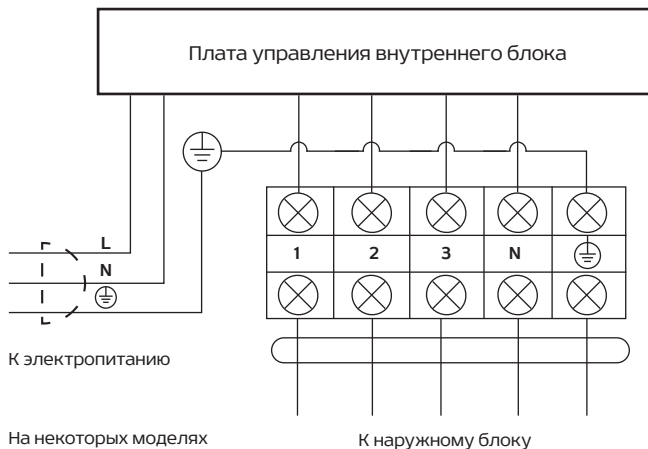 Плата управления внутреннего блока
L
N
1 2 3 N
К электропитанию
На некоторых моделях
К наружному блоку